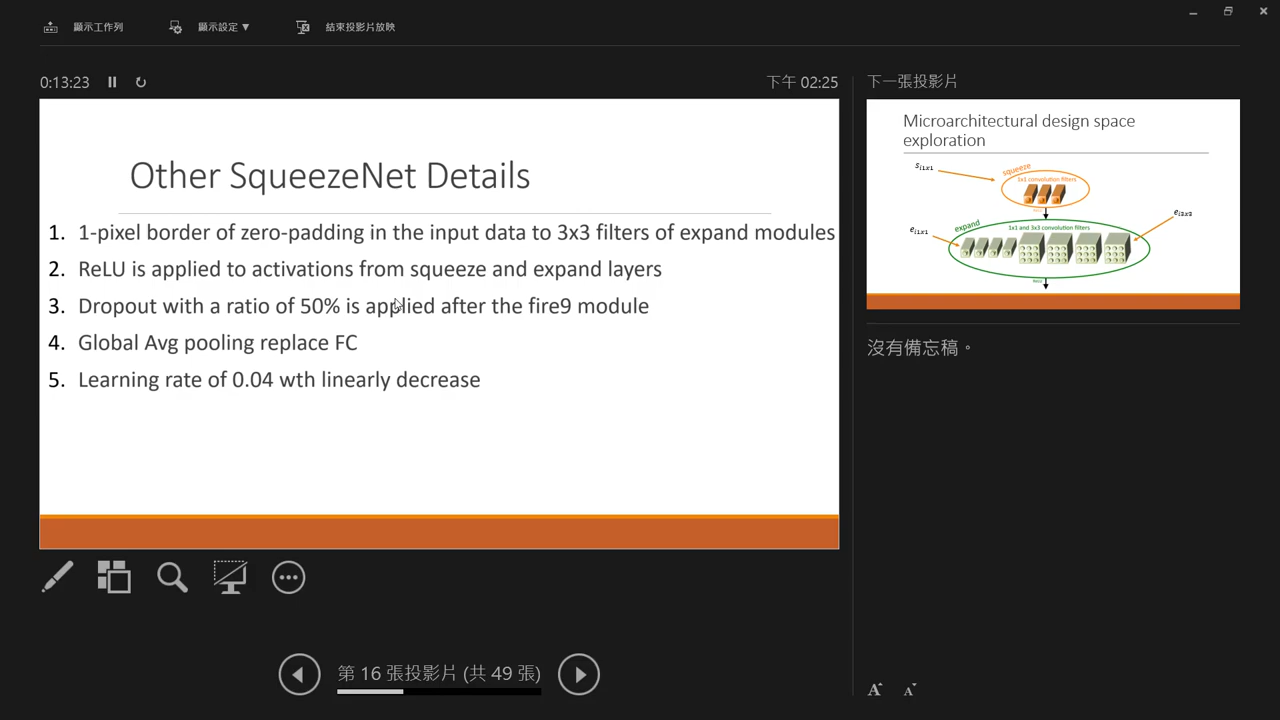 顯示工作列
顯示設定 ▼
結束投影片放映
0:13:23
下午 02:25
Other SqueezeNet Details
1. 1-pixel border of zero-padding in the input data to 3x3 filters of expand modules
2. ReLU is applied to activations from squeeze and expand layers
3. Dropout with a ratio of 50% is applied after the fire9 module
4. Global Avg pooling replace FC
5. Learning rate of 0.04 wth linearly decrease
第 16 張投影片 (共 49 張)
下一張投影片
Microarchitectural design space
exploration
s_i1x1
squeeze
1x1 convolution filters
e_i1x1
expand
1x1 and 3x3 convolution filters
e_i3x3
沒有備忘稿。
A
A